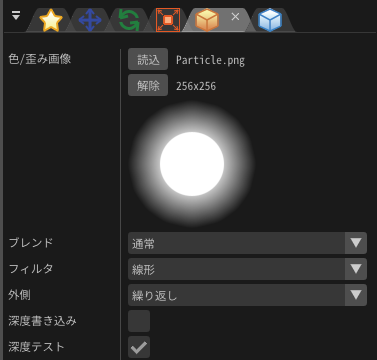 色/歪み画像 読込 Particle.png
解除 256x256
ブレンド 通常
フィルタ 線形
外側 繰り返し
深度書き込み
深度テスト